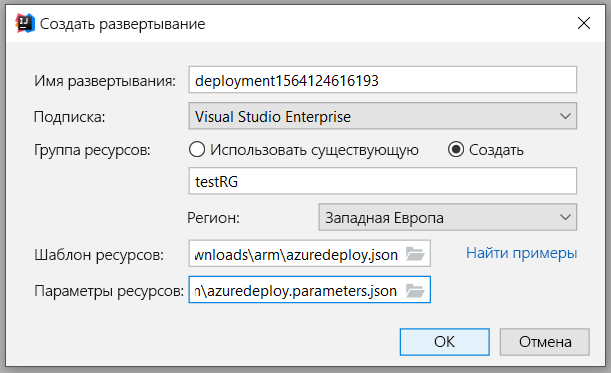 Создать развертывание
Имя развертывания: deployment1564124616193
Подписка: Visual Studio Enterprise
Группа ресурсов: Использовать существующую Создать
testRG
Регион: Западная Европа
Шаблон ресурсов: wnloads\arm\azuredeploy.json Найти примеры
Параметры ресурсов: n\azuredeploy.parameters.json
OK Отмена